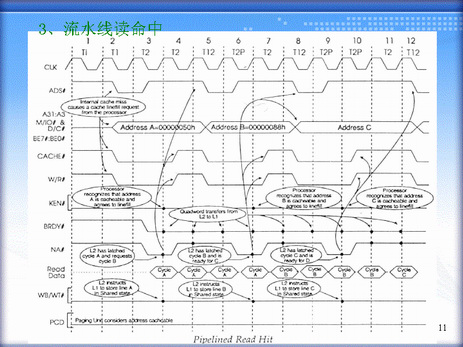 3、流水线读命中
1 2 3 4 5 6 7 8 9 10 11 12
Ti T1 T2 T2 T12 T2P T2P T2 T12 T2P T2 T12
CLK
ADS#
Internal cache miss
causes a cache linefill request
from the processor.
A31:A3
M/IO# &
D/C#
BE7#:BE0#
Address A=00000050h
Address B=00000088h
Address C
CACHE#
W/R#
Processor
recognizes that address
A is cacheable and
agrees to linefill
Processor
recognizes that address
B is cacheable and
agrees to linefill
Processor
recognizes that address
C is cacheable and
agrees to linefill
KEN#
Quadword transfers from
L2 to L1
BRDY#
NA#
L2 has latched
cycle A and requests
cycle B
L2 has latched
cycle B and is
ready for C
L2 has latched
cycle C and is
ready for D
Read
Data
Cycle A
Cycle A
Cycle A
Cycle A
Cycle B
Cycle B
Cycle B
Cycle B
Cycle C
WB/WT#
L2 instructs
L1 to store line A
in Shared state
L2 instructs
L1 to store line B
in Shared state
L2 instructs
L1 to store line C
in Shared state
PCD
Paging Unit considers address cacheable
11
Pipelined Read Hit